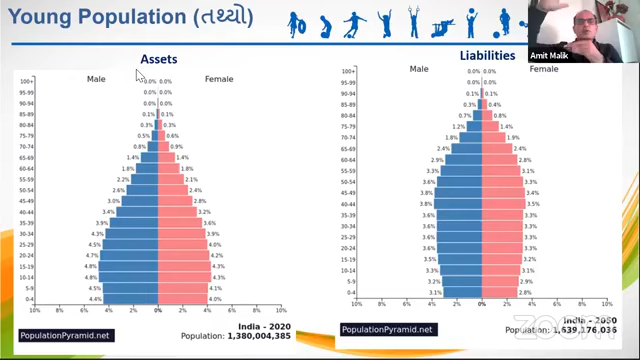 Young Population (તથ્યો)
Amit Malik
Assets
Liabilities
Male Female
100+ 0.0% 0.0%
95-99 0.0% 0.0%
90-94 0.0% 0.0%
85-89 0.1% 0.1%
80-84 0.3% 0.3%
75-79 0.5% 0.6%
70-74 0.8% 0.9%
65-69 1.4% 1.4%
60-64 1.8% 1.8%
55-59 2.2% 2.1%
50-54 2.6% 2.4%
45-49 3.0% 2.8%
40-44 3.4% 3.2%
35-39 3.9% 3.6%
30-34 4.3% 3.9%
25-29 4.5% 4.0%
20-24 4.7% 4.2%
15-19 4.8% 4.3%
10-14 4.8% 4.3%
5-9 4.5% 4.1%
0-4 4.4% 4.0%
10% 8% 6% 4% 2% 0% 2% 4% 6% 8% 10%
PopulationPyramid.net
India - 2020
Population: 1,380,004,385
Male Female
100+ 0.0% 0.0%
95-99 0.0% 0.0%
90-94 0.1% 0.1%
85-89 0.3% 0.4%
80-84 0.7% 0.8%
75-79 1.2% 1.4%
70-74 1.8% 1.9%
65-69 2.4% 2.4%
60-64 2.9% 2.8%
55-59 3.3% 3.1%
50-54 3.6% 3.3%
45-49 3.8% 3.4%
40-44 3.8% 3.5%
35-39 3.6% 3.3%
30-34 3.6% 3.3%
25-29 3.6% 3.3%
20-24 3.6% 3.3%
15-19 3.5% 3.2%
10-14 3.3% 3.1%
5-9 3.2% 2.9%
0-4 3.1% 2.8%
10% 8% 6% 4% 2% 0% 2% 4% 6% 8% 10%
PopulationPyramid.net
India - 2050
Population: 1,639,176,036
zoom